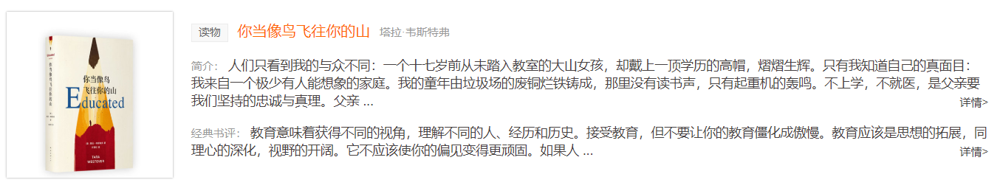 你当像鸟
飞往你的山
Educated
TARA
WESTOVER
读物 你当像鸟飞往你的山 塔拉·韦斯特弗
简介： 人们只看到我的与众不同：一个十七岁前从未踏入教室的大山女孩，却戴上一顶学历的高帽，熠熠生辉。只有我知道自己的真面目：
我来自一个极少有人能想象的家庭。我的童年由垃圾场的废铜烂铁铸成，那里没有读书声，只有起重机的轰鸣。不上学，不就医，是父亲要
我们坚持的忠诚与真理。父亲 ... 详情>
经典书评： 教育意味着获得不同的视角，理解不同的人、经历和历史。接受教育，但不要让你的教育僵化成傲慢。教育应该是思想的拓展，同
理心的深化，视野的开阔。它不应该使你的偏见变得更顽固。如果人 ... 详情>